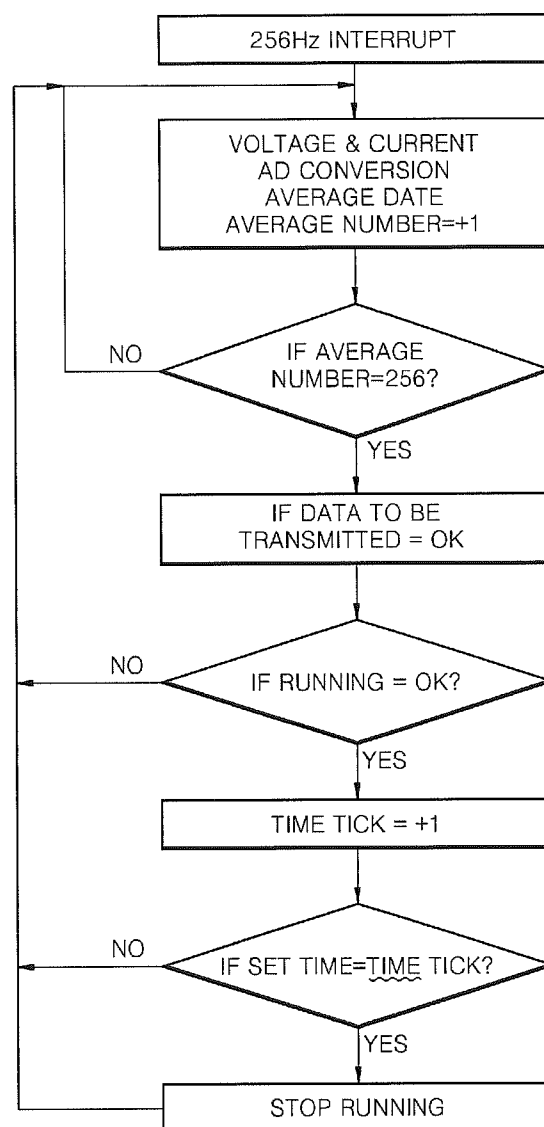 256Hz INTERRUPT
VOLTAGE & CURRENT
AD CONVERSION
AVERAGE DATE
AVERAGE NUMBER=+1
NO
IF AVERAGE
NUMBER=256?
YES
IF DATA TO BE
TRANSMITTED = OK
NO
IF RUNNING = OK?
YES
TIME TICK = +1
NO
IF SET TIME=TIME TICK?
YES
STOP RUNNING